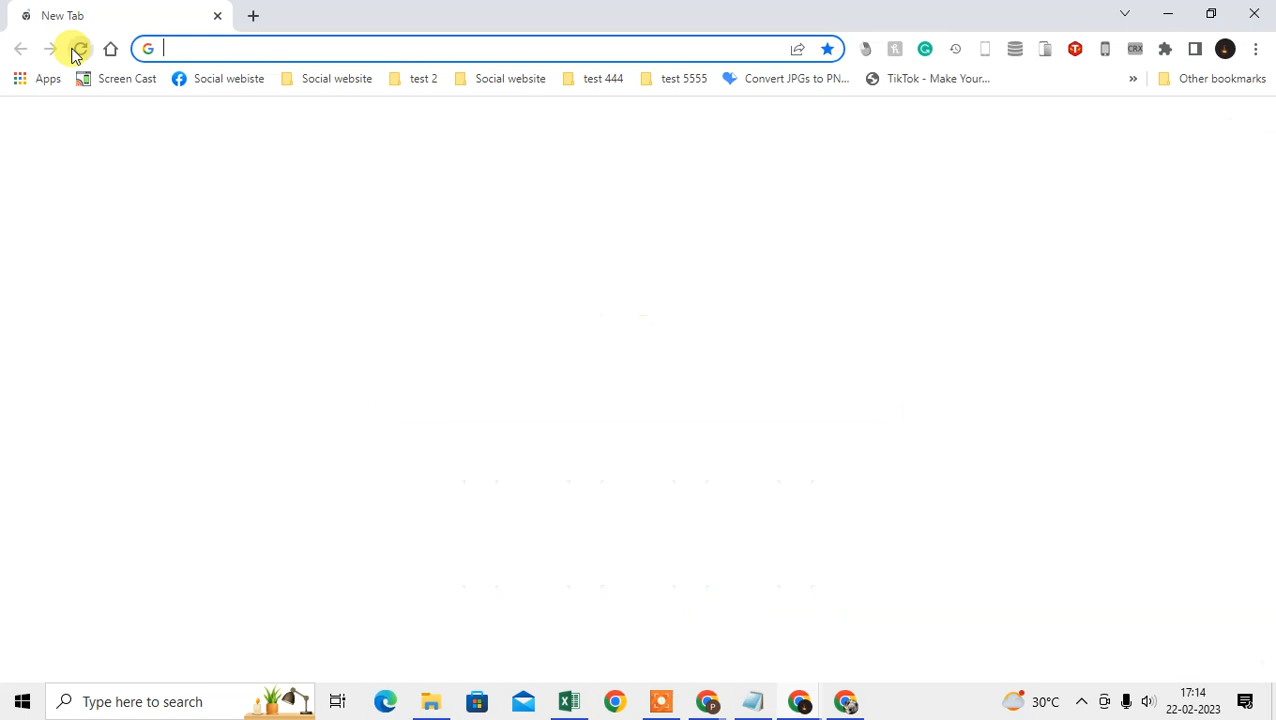 New Tab
Apps Screen Cast Social webiste Social website test 2 Social website test 444 test 5555 Convert JPGs to PN... TikTok - Make Your... » Other bookmarks
CRX
P
Type here to search 30°C 17:14
22-02-2023